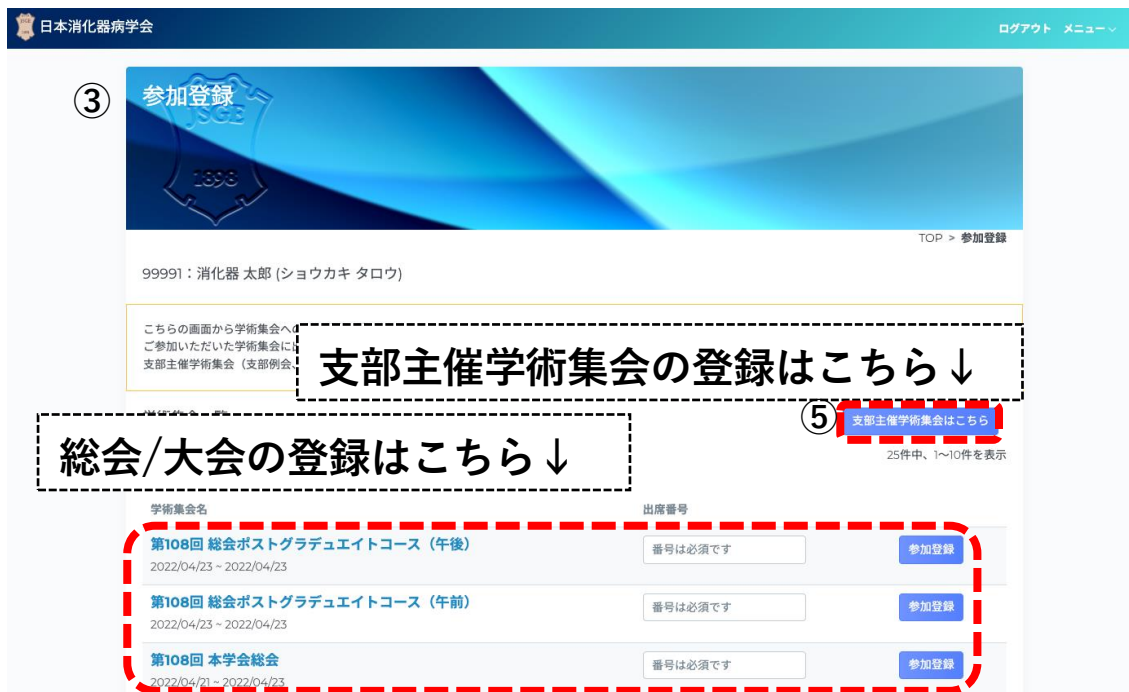 日本消化器病学会
ログアウト メニュー
③
参加登録
JSGE
1898
TOP > 参加登録
99991：消化器 太郎 (ショウカキ タロウ)
こちらの画面から学術集会への
ご参加いただいた学術集会に
支部主催学術集会（支部例会、
支部主催学術集会の登録はこちら↓
⑤
支部主催学術集会はこちら
総会/大会の登録はこちら↓
25件中、1~10件を表示
学術集会名 出席番号
第108回 総会ポストグラデュエイトコース（午後） 番号は必須です 参加登録
2022/04/23 ~ 2022/04/23
第108回 総会ポストグラデュエイトコース（午前） 番号は必須です 参加登録
2022/04/23 ~ 2022/04/23
第108回 本学会総会 番号は必須です 参加登録
2022/04/21 ~ 2022/04/23